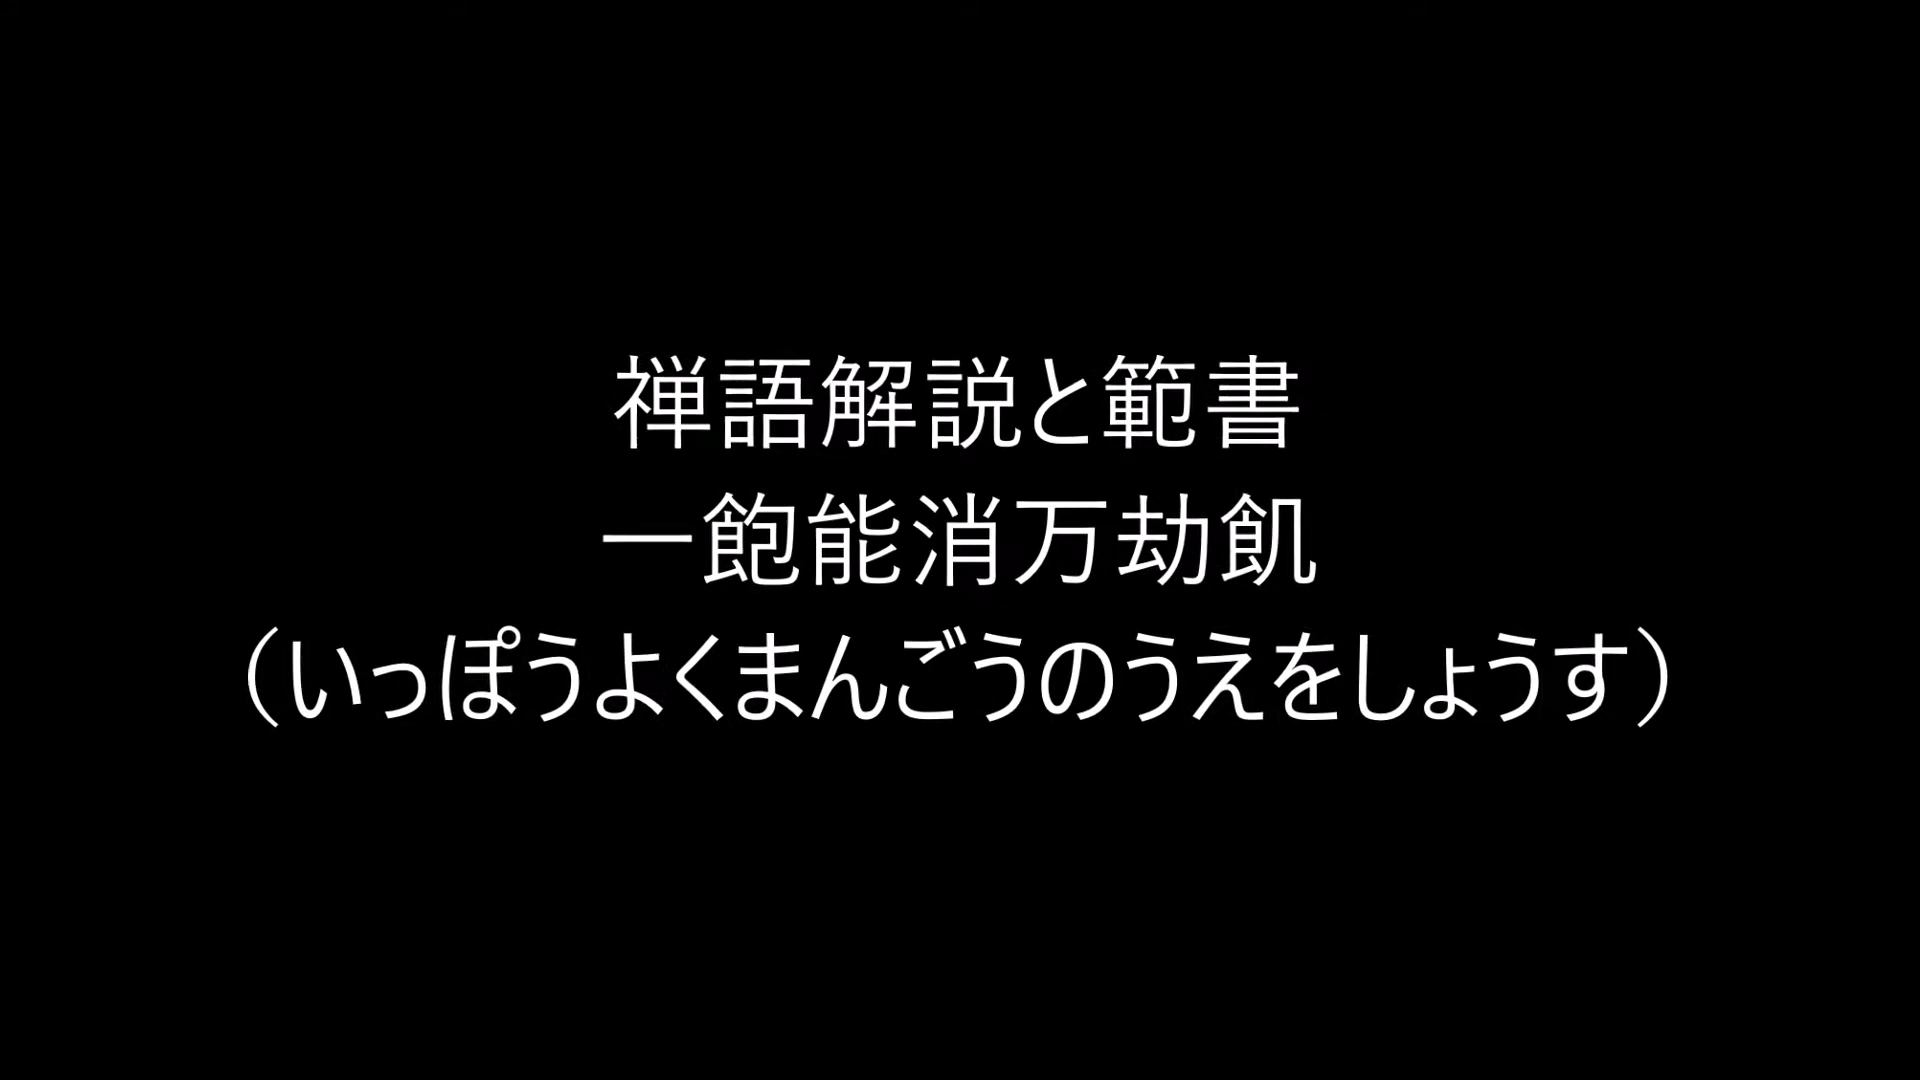 禅語解説と範書
一飽能消万劫飢
（いっぽうよくまんごうのうえをしょうす）